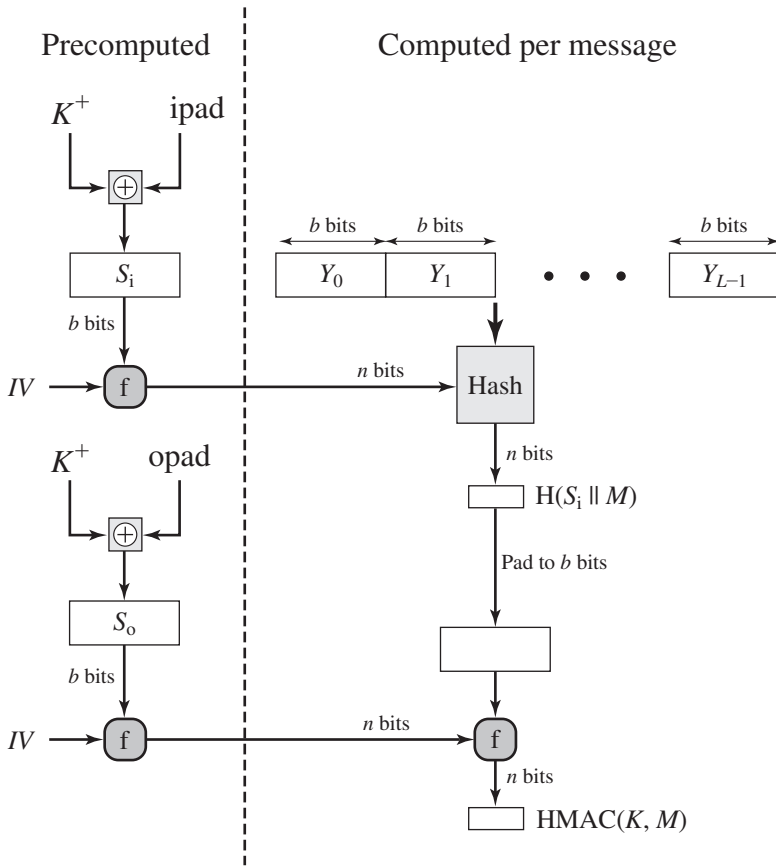 Precomputed
Computed per message
K+ ipad
⊕
b bits b bits b bits
Si
Y0 Y1 • • • YL−1
b bits
IV f n bits Hash
n bits
K+ opad
H(Si || M)
⊕
Pad to b bits
So
b bits
IV f n bits f
n bits
HMAC(K, M)